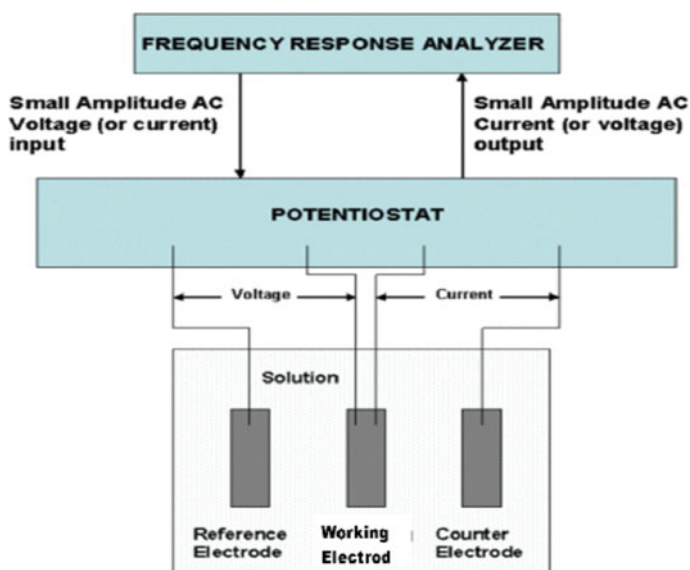 FREQUENCY RESPONSE ANALYZER
Small Amplitude AC
Voltage (or current)
input
Small Amplitude AC
Current (or voltage)
output
POTENTIOSTAT
Voltage
Current
Solution
Reference
Electrode
Working
Electrod
Counter
Electrode